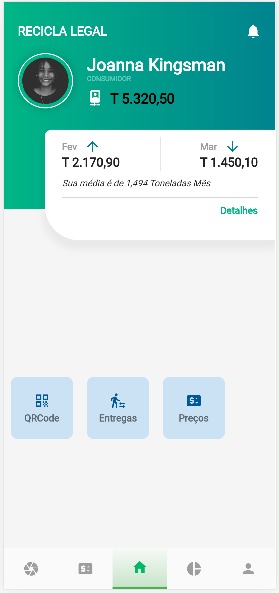 RECICLA LEGAL
Joanna Kingsman
CONSUMIDOR
T 5.320,50
Fev
Mar
T 2.170,90
T 1.450,10
Sua média é de 1,494 Toneladas Mês
Detalhes
QRCode
Entregas
Preços